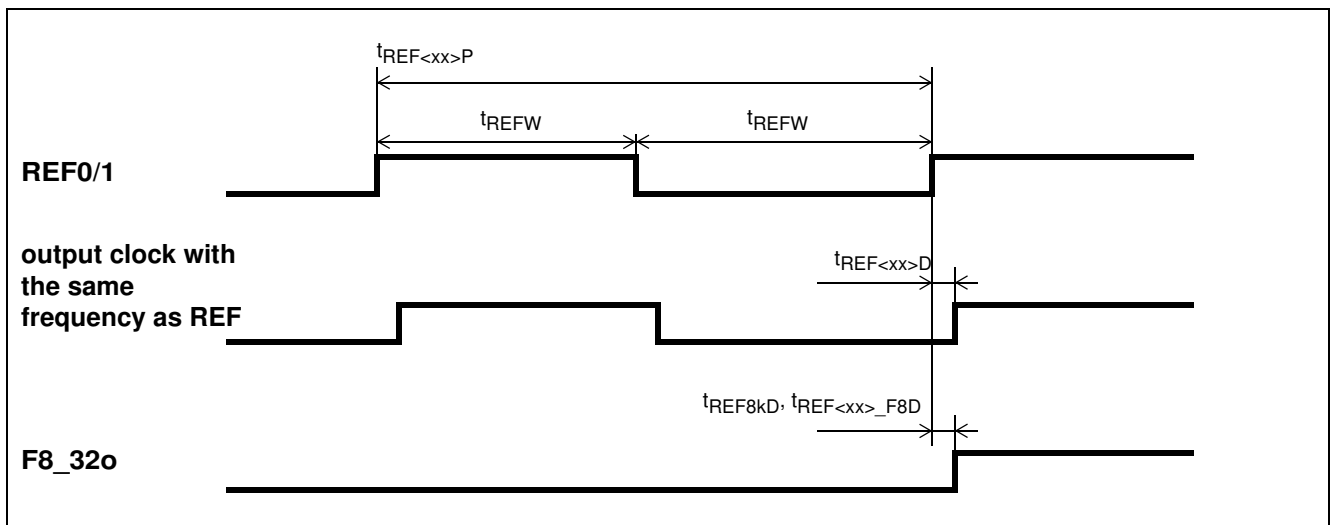 tREF<xx>P
tREFW tREFW
REF0/1
output clock with
the same
frequency as REF
tREF<xx>D
tREF8kD, tREF<xx>_F8D
F8_32o